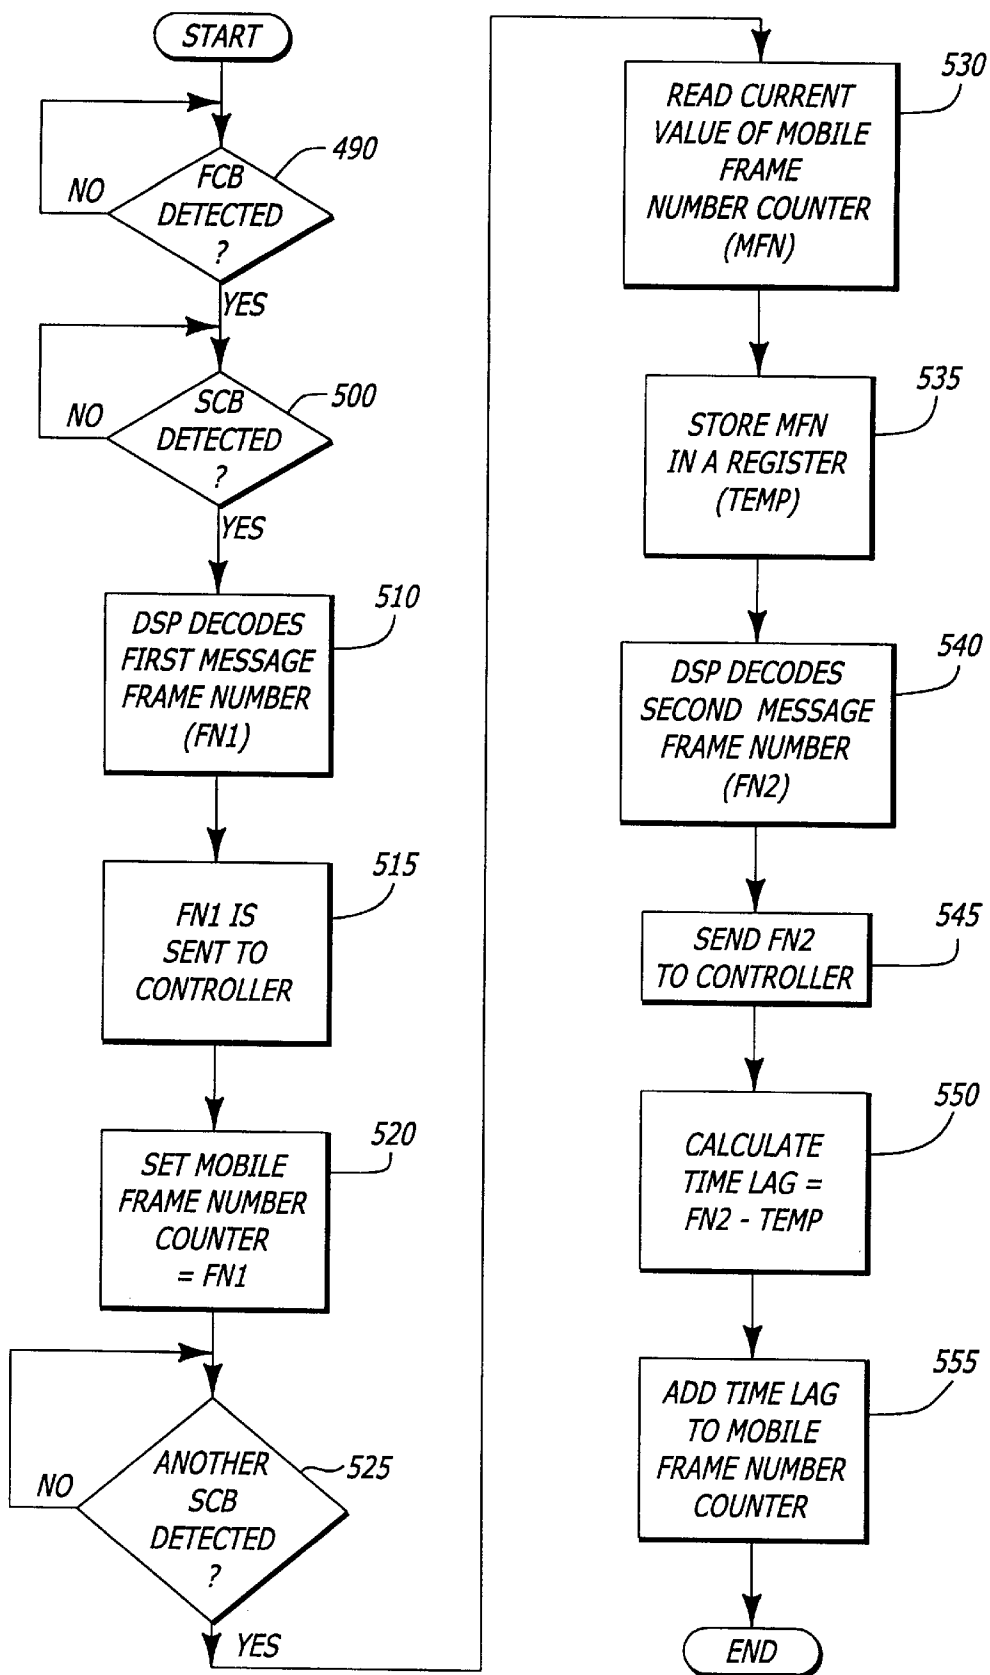 START
FCB
DETECTED
?
490
NO
YES
SCB
DETECTED
?
500
NO
YES
DSP DECODES
FIRST MESSAGE
FRAME NUMBER
(FN1)
510
FN1 IS
SENT TO
CONTROLLER
515
SET MOBILE
FRAME NUMBER
COUNTER
= FN1
520
ANOTHER
SCB
DETECTED
?
525
NO
YES
READ CURRENT
VALUE OF MOBILE
FRAME
NUMBER COUNTER
(MFN)
530
STORE MFN
IN A REGISTER
(TEMP)
535
DSP DECODES
SECOND MESSAGE
FRAME NUMBER
(FN2)
540
SEND FN2
TO CONTROLLER
545
CALCULATE
TIME LAG =
FN2 - TEMP
550
ADD TIME LAG
TO MOBILE
FRAME NUMBER
COUNTER
555
END